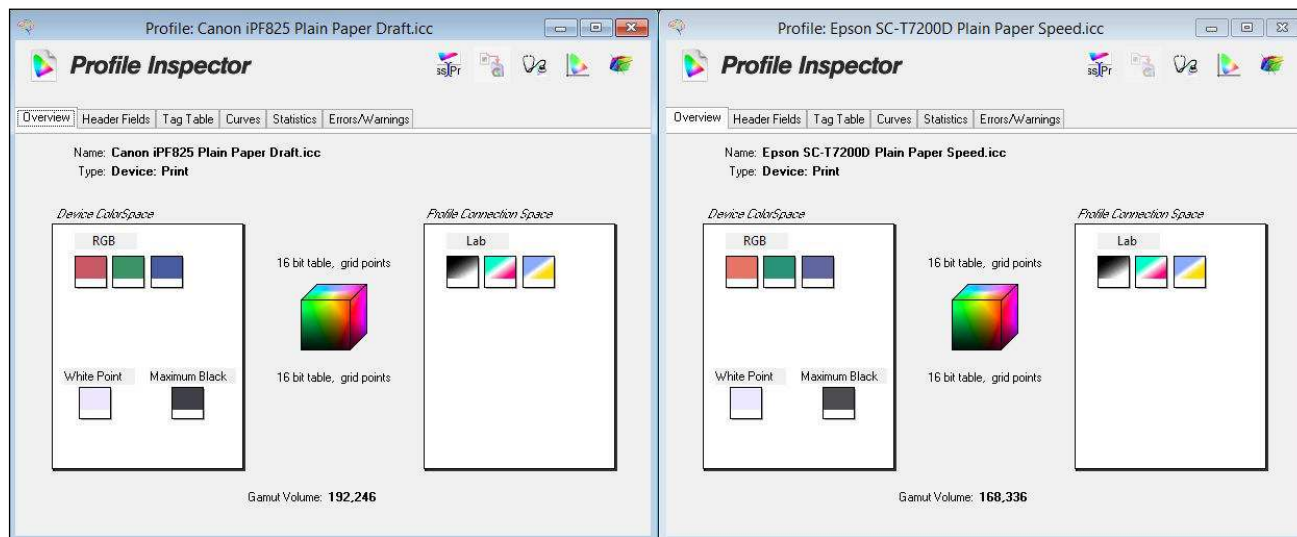 Profile: Canon iPF825 Plain Paper Draft.icc
Profile Inspector
ss Pr
Overview Header Fields Tag Table Curves Statistics Errors/Warnings
Name: Canon iPF825 Plain Paper Draft.icc
Type: Device: Print
Device ColorSpace
Profile Connection Space
RGB
Lab
16 bit table, grid points
16 bit table, grid points
White Point Maximum Black
Gamut Volume: 192,246
Profile: Epson SC-T7200D Plain Paper Speed.icc
Profile Inspector
ss Pr
Overview Header Fields Tag Table Curves Statistics Errors/Warnings
Name: Epson SC-T7200D Plain Paper Speed.icc
Type: Device: Print
Device ColorSpace
Profile Connection Space
RGB
Lab
16 bit table, grid points
16 bit table, grid points
White Point Maximum Black
Gamut Volume: 168,336